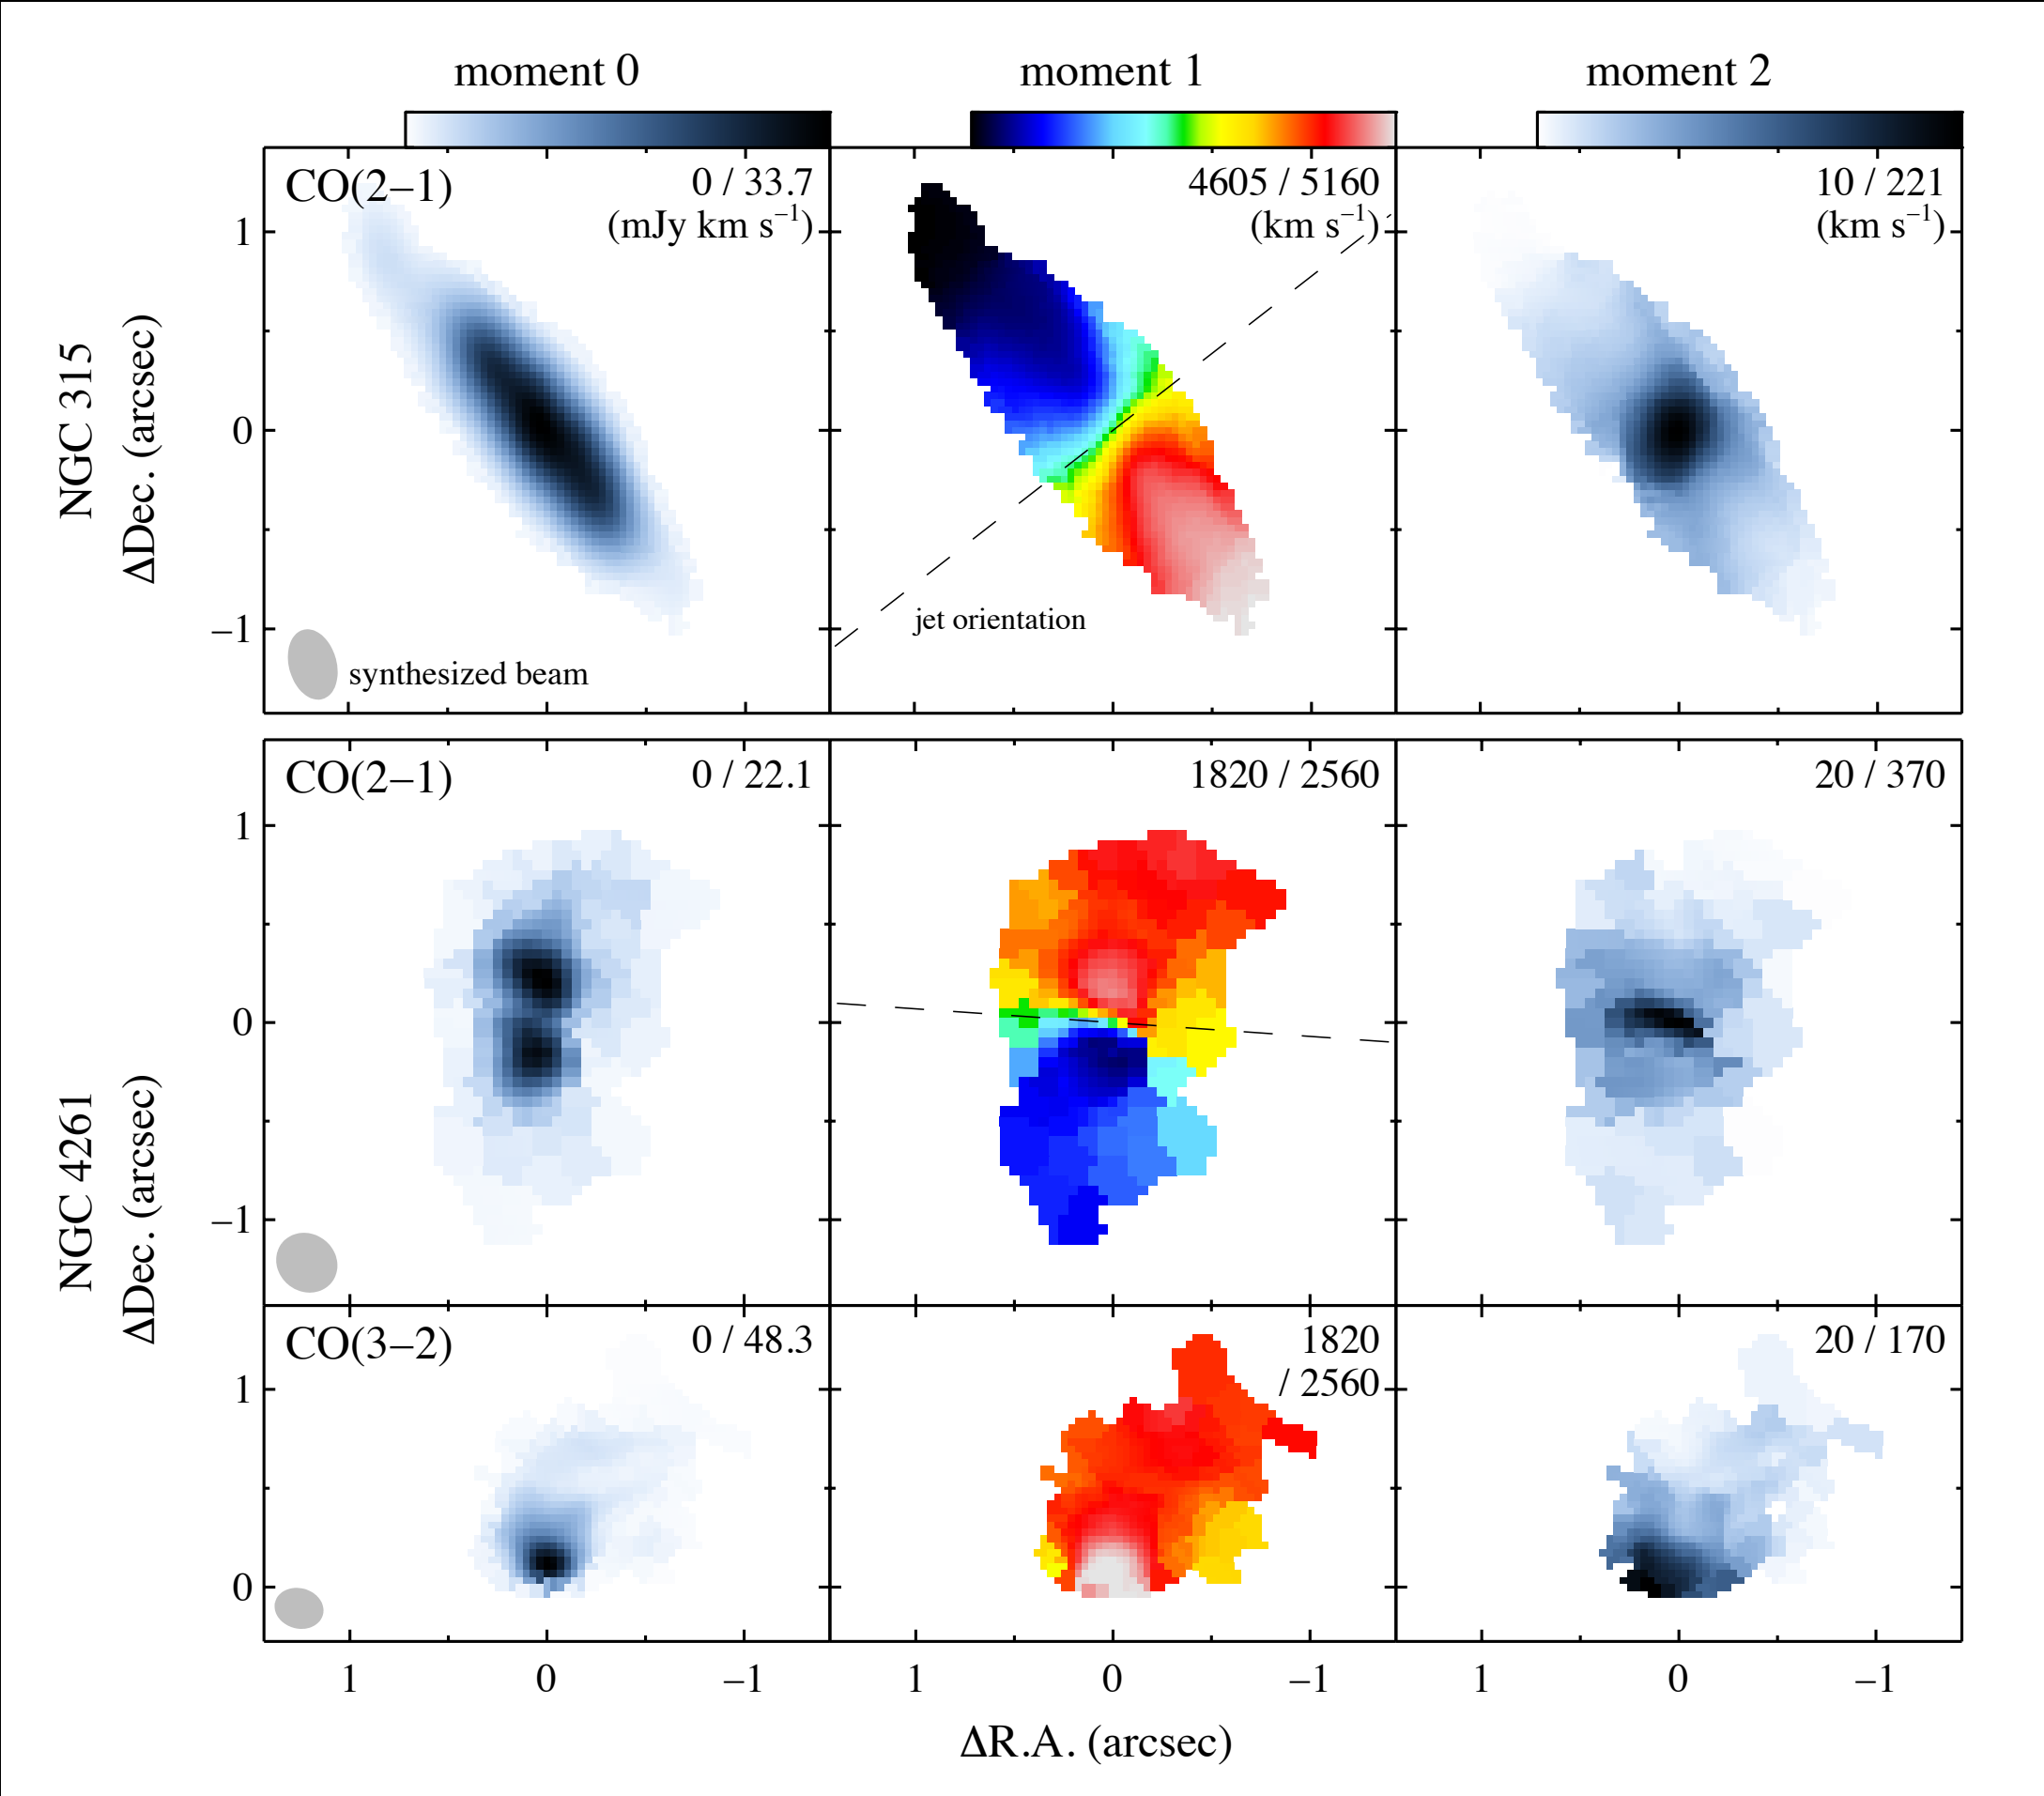 moment 0
moment 1
moment 2
CO(2–1)
0 / 33.7
(mJy km s⁻¹)
4605 / 5160
(km s⁻¹)
10 / 221
(km s⁻¹)
NGC 315
ΔDec. (arcsec)
1
0
–1
jet orientation
synthesized beam
CO(2–1)
0 / 22.1
1820 / 2560
20 / 370
NGC 4261
ΔDec. (arcsec)
1
0
–1
CO(3–2)
0 / 48.3
1820
/ 2560
20 / 170
1
0
1 0 –1
1 0 –1
1 0 –1
ΔR.A. (arcsec)